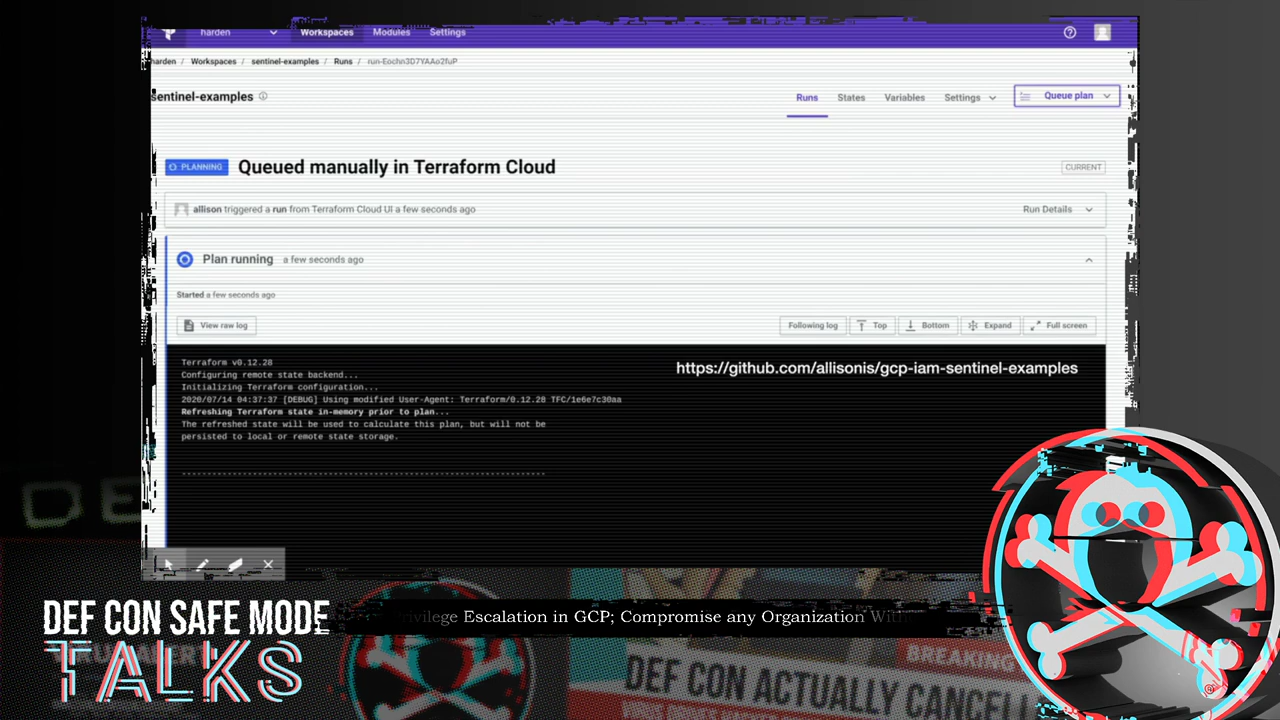 harden Workspaces Modules Settings
harden / Workspaces / sentinel-examples / Runs / run-Eochn3D7YAAo2fuP
sentinel-examples
Runs States Variables Settings Queue plan
PLANNING Queued manually in Terraform Cloud CURRENT
allison triggered a run from Terraform Cloud UI a few seconds ago Run Details
Plan running a few seconds ago
Started a few seconds ago
View raw log Following log Top Bottom Expand Full screen
Terraform v0.12.28
https://github.com/allisonis/gcp-iam-sentinel-examples
Configuring remote state backend...
Initializing Terraform configuration...
2020/07/14 04:37:37 [DEBUG] Using modified User-Agent: Terraform/0.12.28 TFC/1e6e7c30aa
Refreshing Terraform state in-memory prior to plan...
The refreshed state will be used to calculate this plan, but will not be
persisted to local or remote state storage.
------------------------------------------------------------------------
DE
DEF CON SAFE MODE
TALKS
Escalation in GCP; Compromise any Organization With
BREAKING
DEF CON ACTUALLY CANCELL